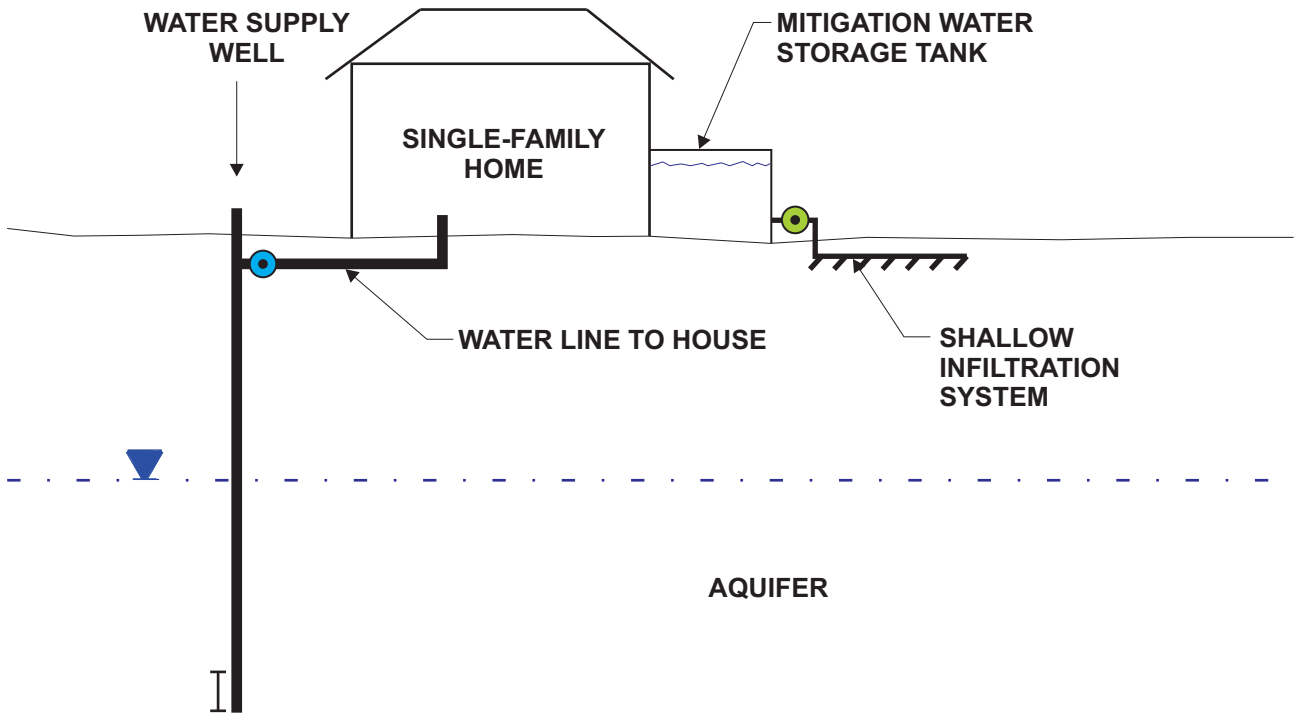 WATER SUPPLY
WELL
MITIGATION WATER
STORAGE TANK
SINGLE-FAMILY
HOME
WATER LINE TO HOUSE
SHALLOW
INFILTRATION
SYSTEM
AQUIFER